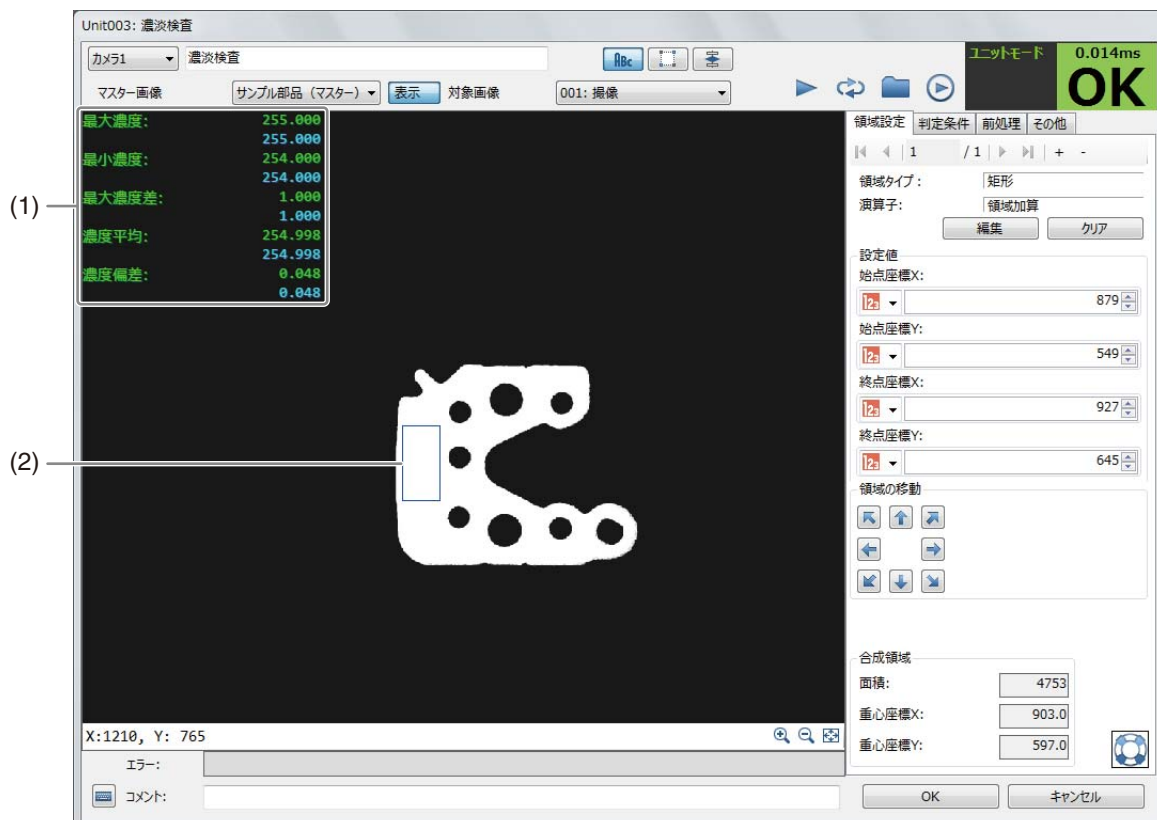 Unit003: 濃淡検査
カメラ1 濃淡検査 ABC ユニットモード 0.014ms
OK
マスター画像 サンプル部品（マスター） 表示 対象画像 001: 撮像
(1)
最大濃度: 255.000
255.000
最小濃度: 254.000
254.000
最大濃度差: 1.000
1.000
濃度平均: 254.998
254.998
濃度偏差: 0.048
0.048
(2)
X:1210, Y: 765
エラー:
コメント:
領域設定 判定条件 前処理 その他
1 / 1 + -
領域タイプ : 矩形
演算子: 領域加算
編集 クリア
設定値
始点座標X:
123 879
始点座標Y:
123 549
終点座標X:
123 927
終点座標Y:
123 645
領域の移動
合成領域
面積: 4753
重心座標X: 903.0
重心座標Y: 597.0
OK キャンセル